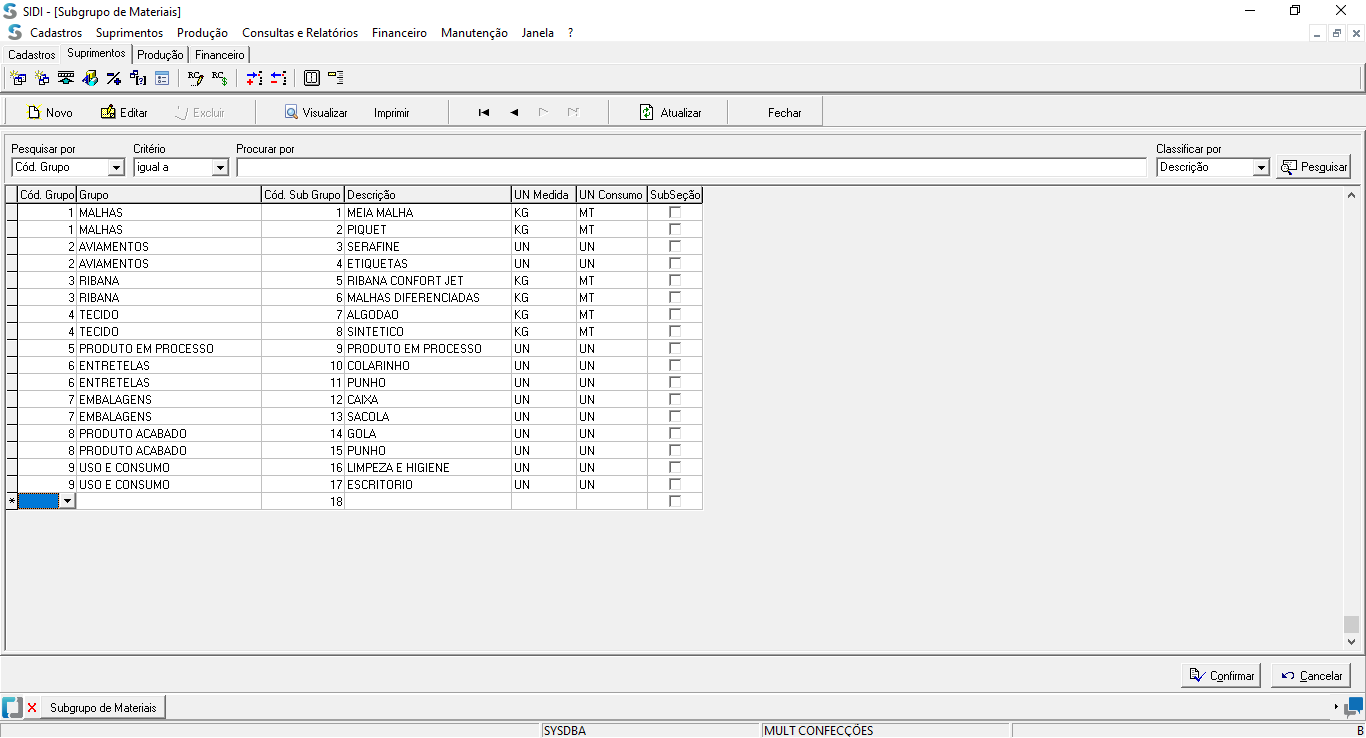 SIDI - [Subgrupo de Materiais]
Cadastros Suprimentos Produção Consultas e Relatórios Financeiro Manutenção Janela ?
Cadastros Suprimentos Produção Financeiro
Novo Editar Excluir Visualizar Imprimir Atualizar Fechar
Pesquisar por Critério Procurar por Classificar por
Cód. Grupo igual a Descrição Pesquisar
Cód. Grupo Grupo Cód. Sub Grupo Descrição UN Medida UN Consumo SubSeção
1 MALHAS 1 MEIA MALHA KG MT
1 MALHAS 2 PIQUET KG MT
2 AVIAMENTOS 3 SERAFINE UN UN
2 AVIAMENTOS 4 ETIQUETAS UN UN
3 RIBANA 5 RIBANA CONFORT JET KG MT
3 RIBANA 6 MALHAS DIFERENCIADAS KG MT
4 TECIDO 7 ALGODAO KG MT
4 TECIDO 8 SINTETICO KG MT
5 PRODUTO EM PROCESSO 9 PRODUTO EM PROCESSO UN UN
6 ENTRETELAS 10 COLARINHO UN UN
6 ENTRETELAS 11 PUNHO UN UN
7 EMBALAGENS 12 CAIXA UN UN
7 EMBALAGENS 13 SACOLA UN UN
8 PRODUTO ACABADO 14 GOLA UN UN
8 PRODUTO ACABADO 15 PUNHO UN UN
9 USO E CONSUMO 16 LIMPEZA E HIGIENE UN UN
9 USO E CONSUMO 17 ESCRITORIO UN UN
* 18
Confirmar Cancelar
Subgrupo de Materiais
SYSDBA MULT CONFECÇÕES B